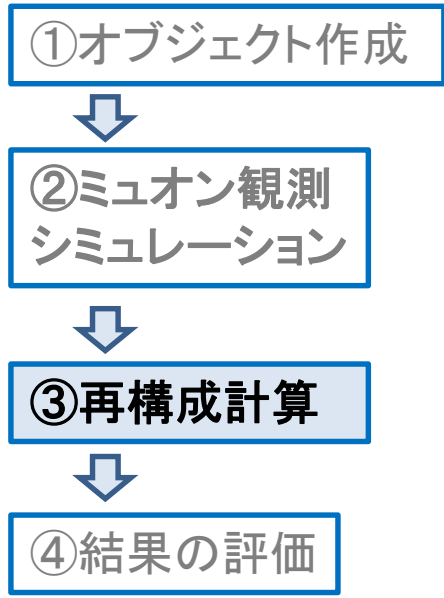 ①オブジェクト作成
②ミュオン観測
シミュレーション
③再構成計算
④結果の評価